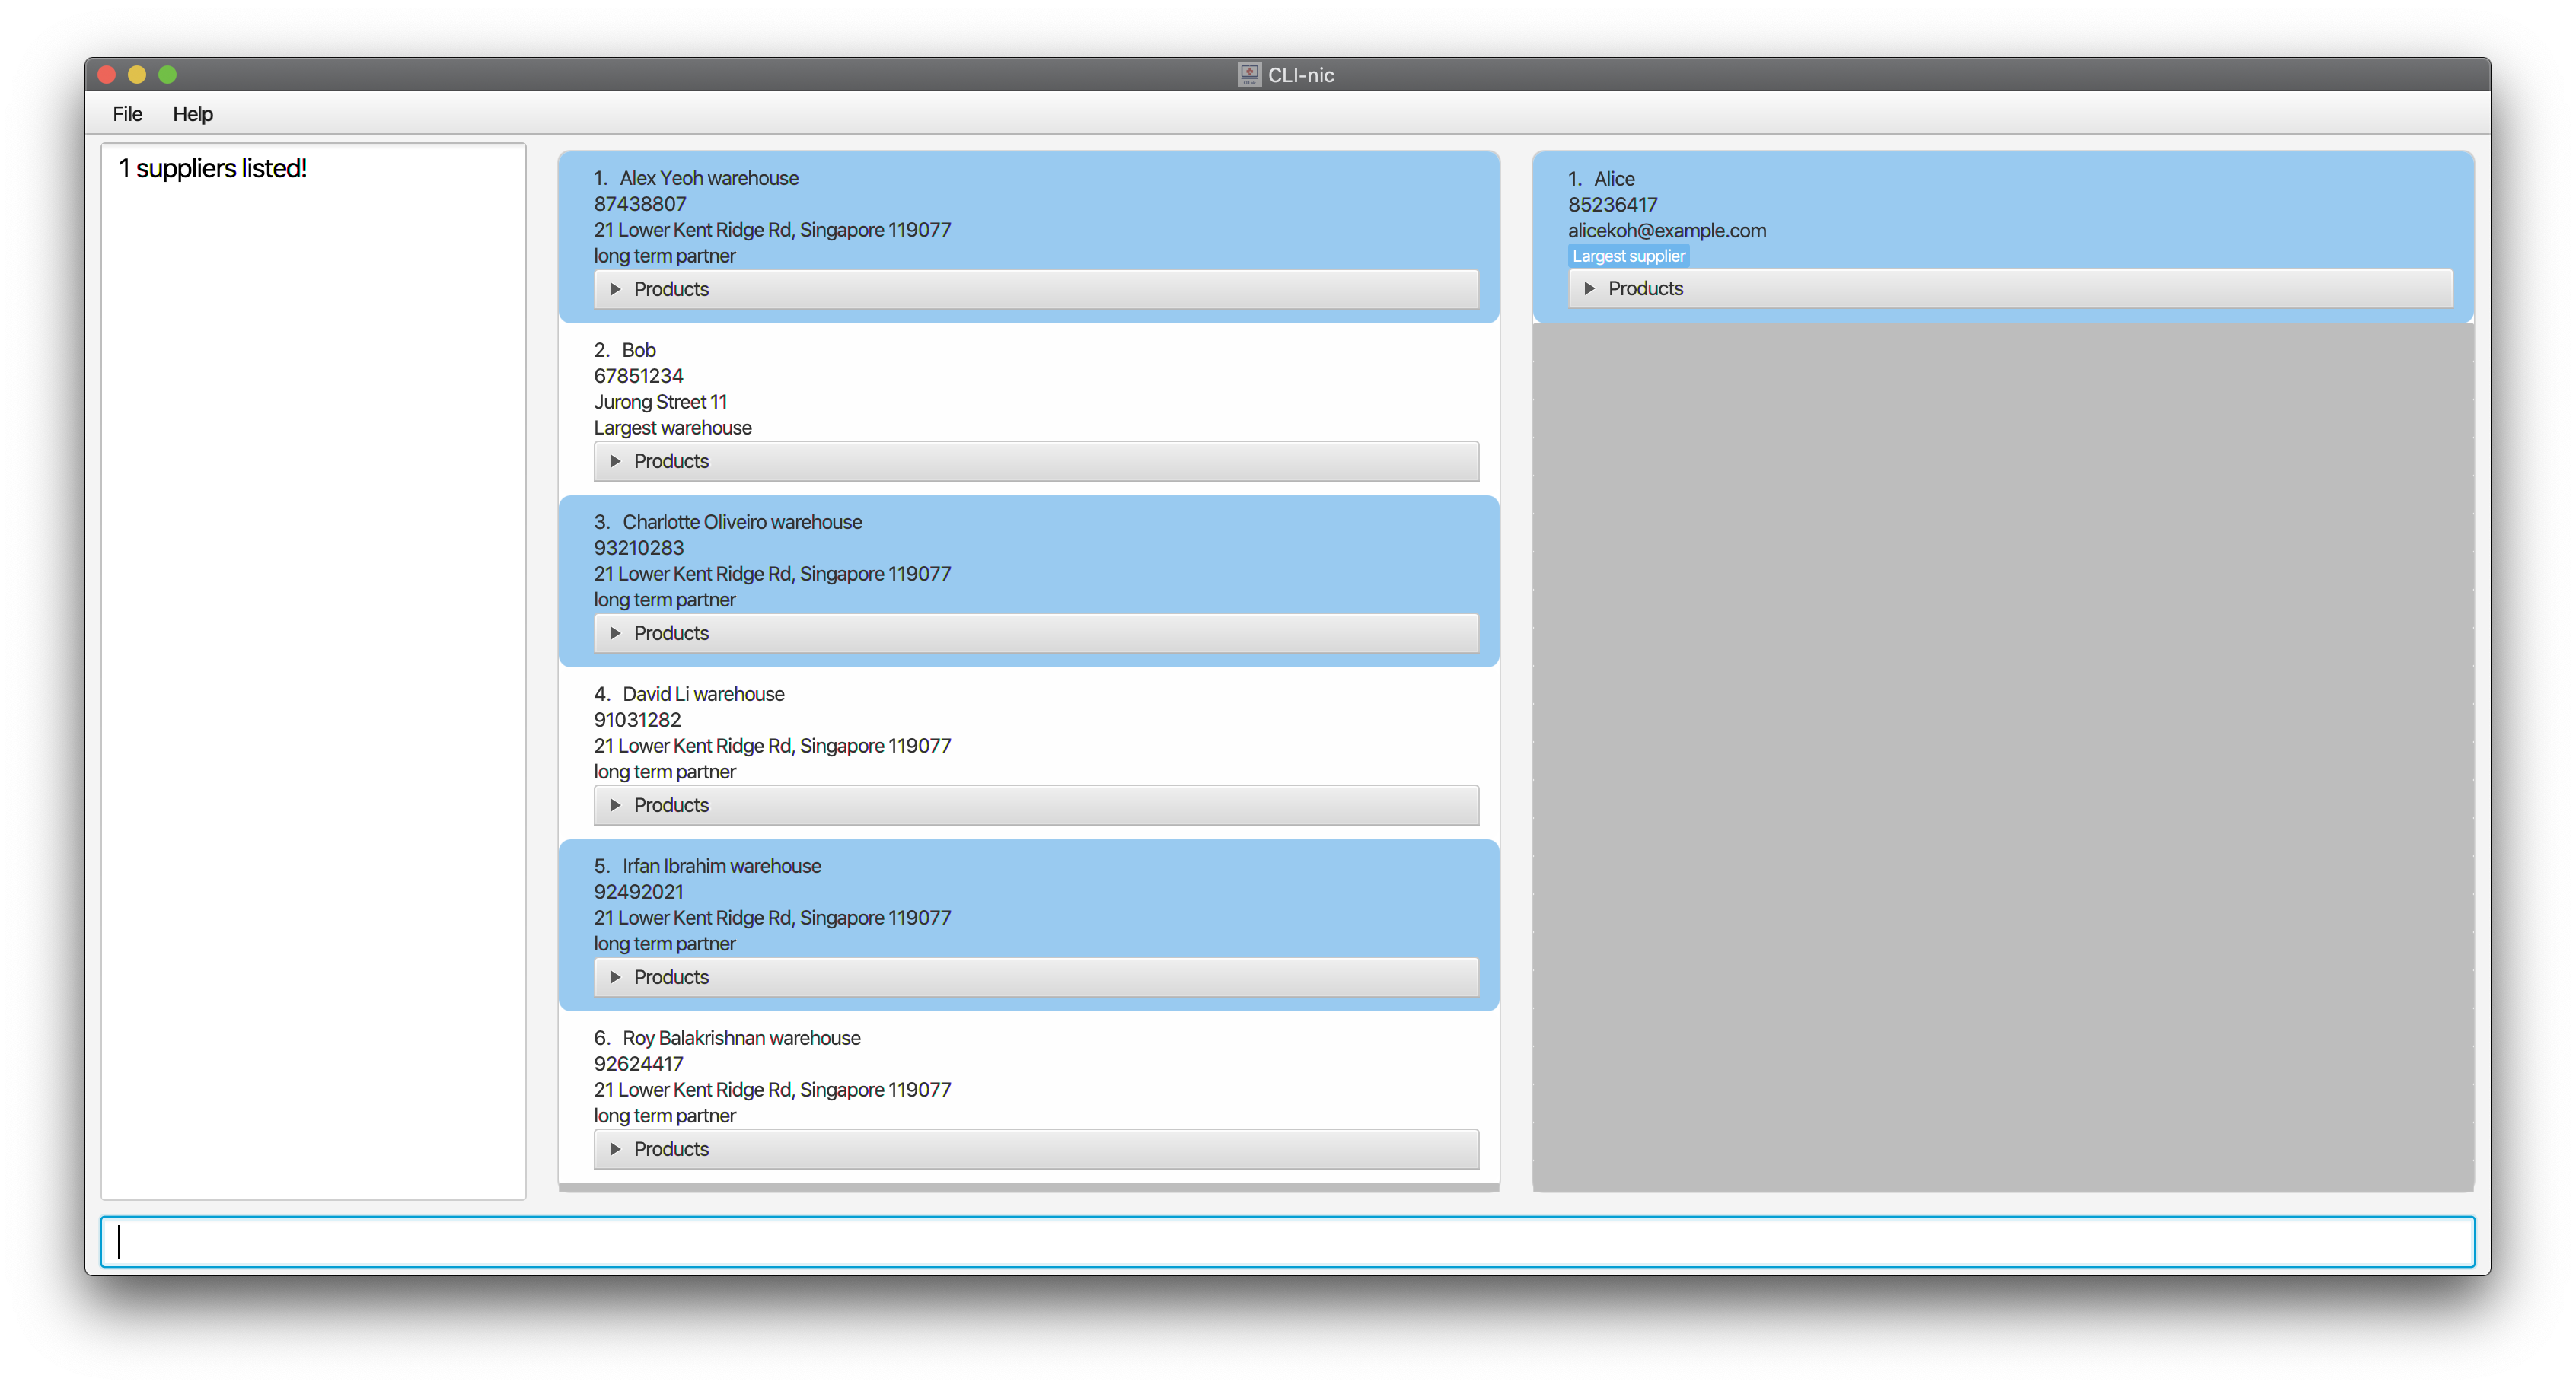 CLI-nic
File Help
1 suppliers listed!
1. Alex Yeoh warehouse
87438807
21 Lower Kent Ridge Rd, Singapore 119077
long term partner
Products
2. Bob
67851234
Jurong Street 11
Largest warehouse
Products
3. Charlotte Oliveiro warehouse
93210283
21 Lower Kent Ridge Rd, Singapore 119077
long term partner
Products
4. David Li warehouse
91031282
21 Lower Kent Ridge Rd, Singapore 119077
long term partner
Products
5. Irfan Ibrahim warehouse
92492021
21 Lower Kent Ridge Rd, Singapore 119077
long term partner
Products
6. Roy Balakrishnan warehouse
92624417
21 Lower Kent Ridge Rd, Singapore 119077
long term partner
Products
1. Alice
85236417
alicekoh@example.com
Largest supplier
Products